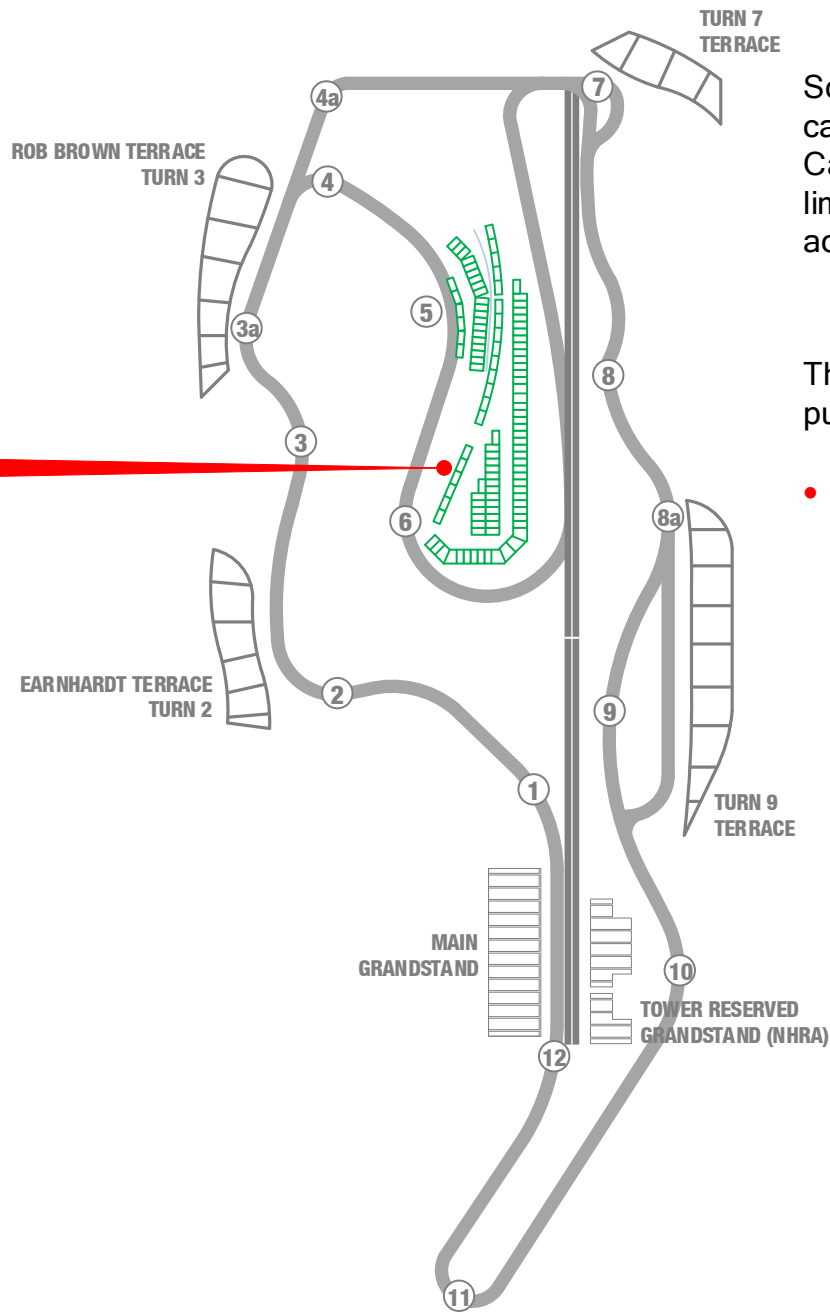 TURN 7
TERRACE
7
4a
ROB BROWN TERRACE
TURN 3
4
5
3a
8
3
6
8a
EARNHARDT TERRACE
TURN 2
2
9
1
TURN 9
TERRACE
MAIN
GRANDSTAND
10
TOWER RESERVED
GRANDSTAND (NHRA)
12
11